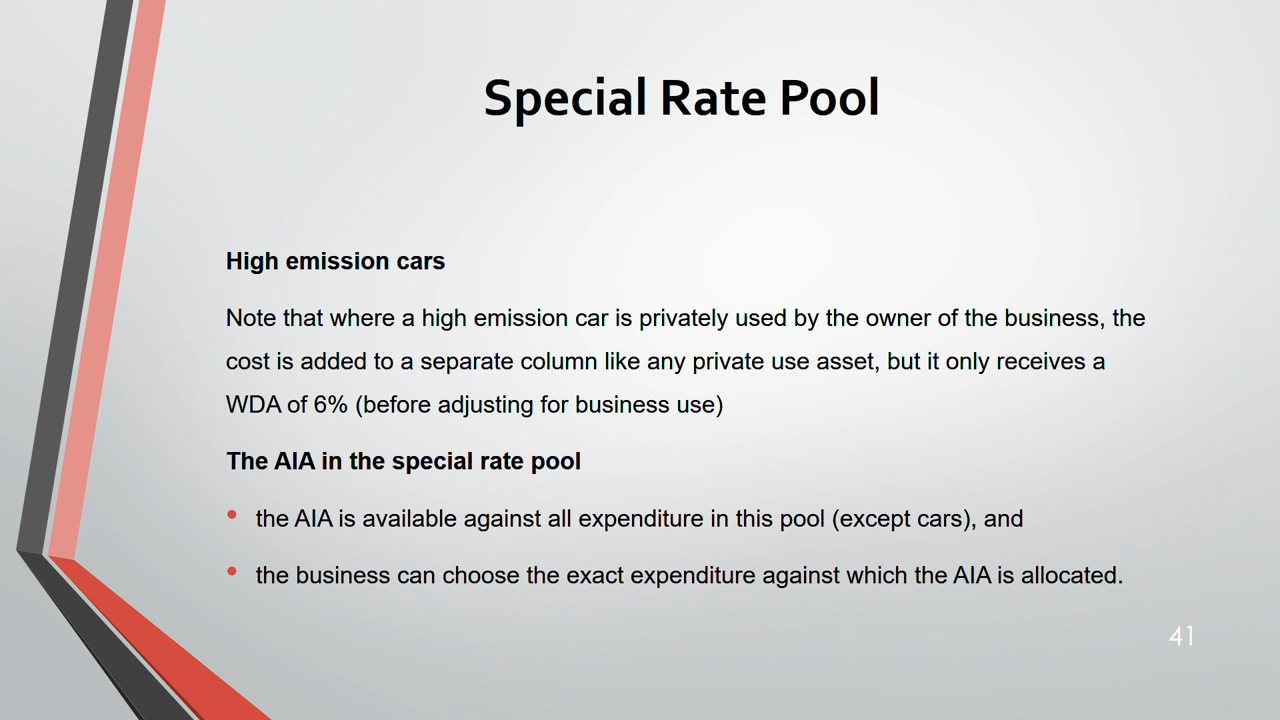 Special Rate Pool
High emission cars
Note that where a high emission car is privately used by the owner of the business, the
cost is added to a separate column like any private use asset, but it only receives a
WDA of 6% (before adjusting for business use)
The AIA in the special rate pool
• the AIA is available against all expenditure in this pool (except cars), and
• the business can choose the exact expenditure against which the AIA is allocated.
41